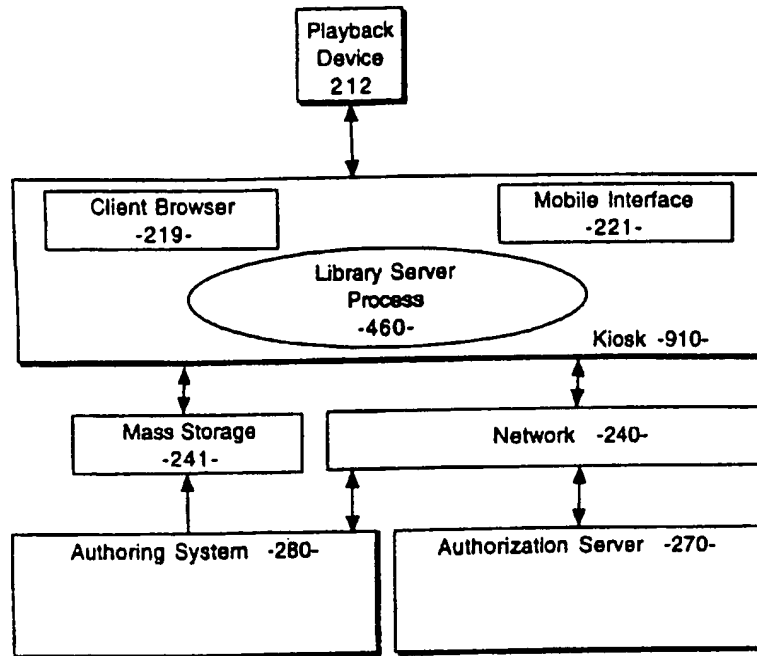 Playback
Device
212
Client Browser
-219-
Mobile Interface
-221-
Library Server
Process
-460-
Kiosk -910-
Mass Storage
-241-
Network -240-
Authoring System -280-
Authorization Server -270-